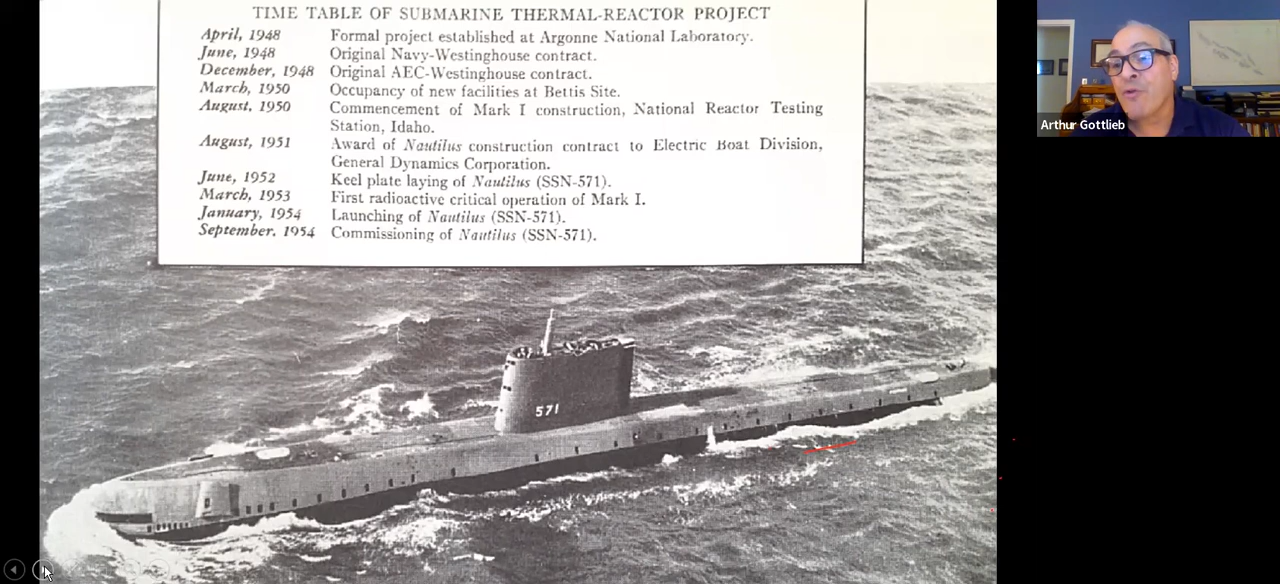 TIME TABLE OF SUBMARINE THERMAL-REACTOR PROJECT
April, 1948 Formal project established at Argonne National Laboratory.
June, 1948 Original Navy-Westinghouse contract.
December, 1948 Original AEC-Westinghouse contract.
March, 1950 Occupancy of new facilities at Bettis Site.
August, 1950 Commencement of Mark I construction, National Reactor Testing
Station, Idaho.
August, 1951 Award of Nautilus construction contract to Electric Boat Division,
General Dynamics Corporation.
June, 1952 Keel plate laying of Nautilus (SSN-571).
March, 1953 First radioactive critical operation of Mark I.
January, 1954 Launching of Nautilus (SSN-571).
September, 1954 Commissioning of Nautilus (SSN-571).
Arthur Gottlieb
571